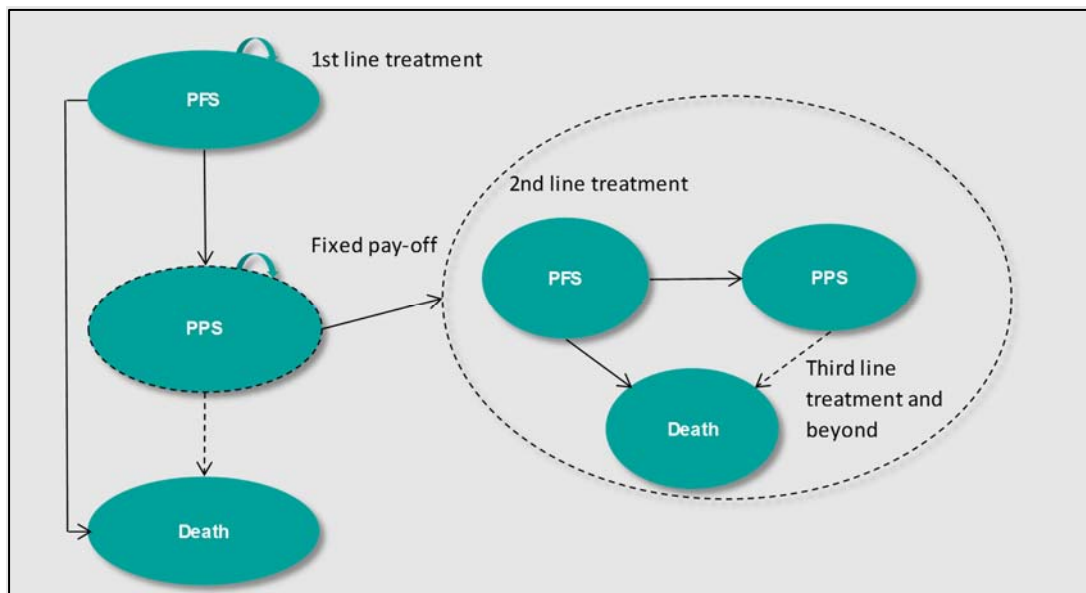 1st line treatment
PFS
2nd line treatment
Fixed pay-off
PFS
PPS
PPS
Third line
treatment and
beyond
Death
Death